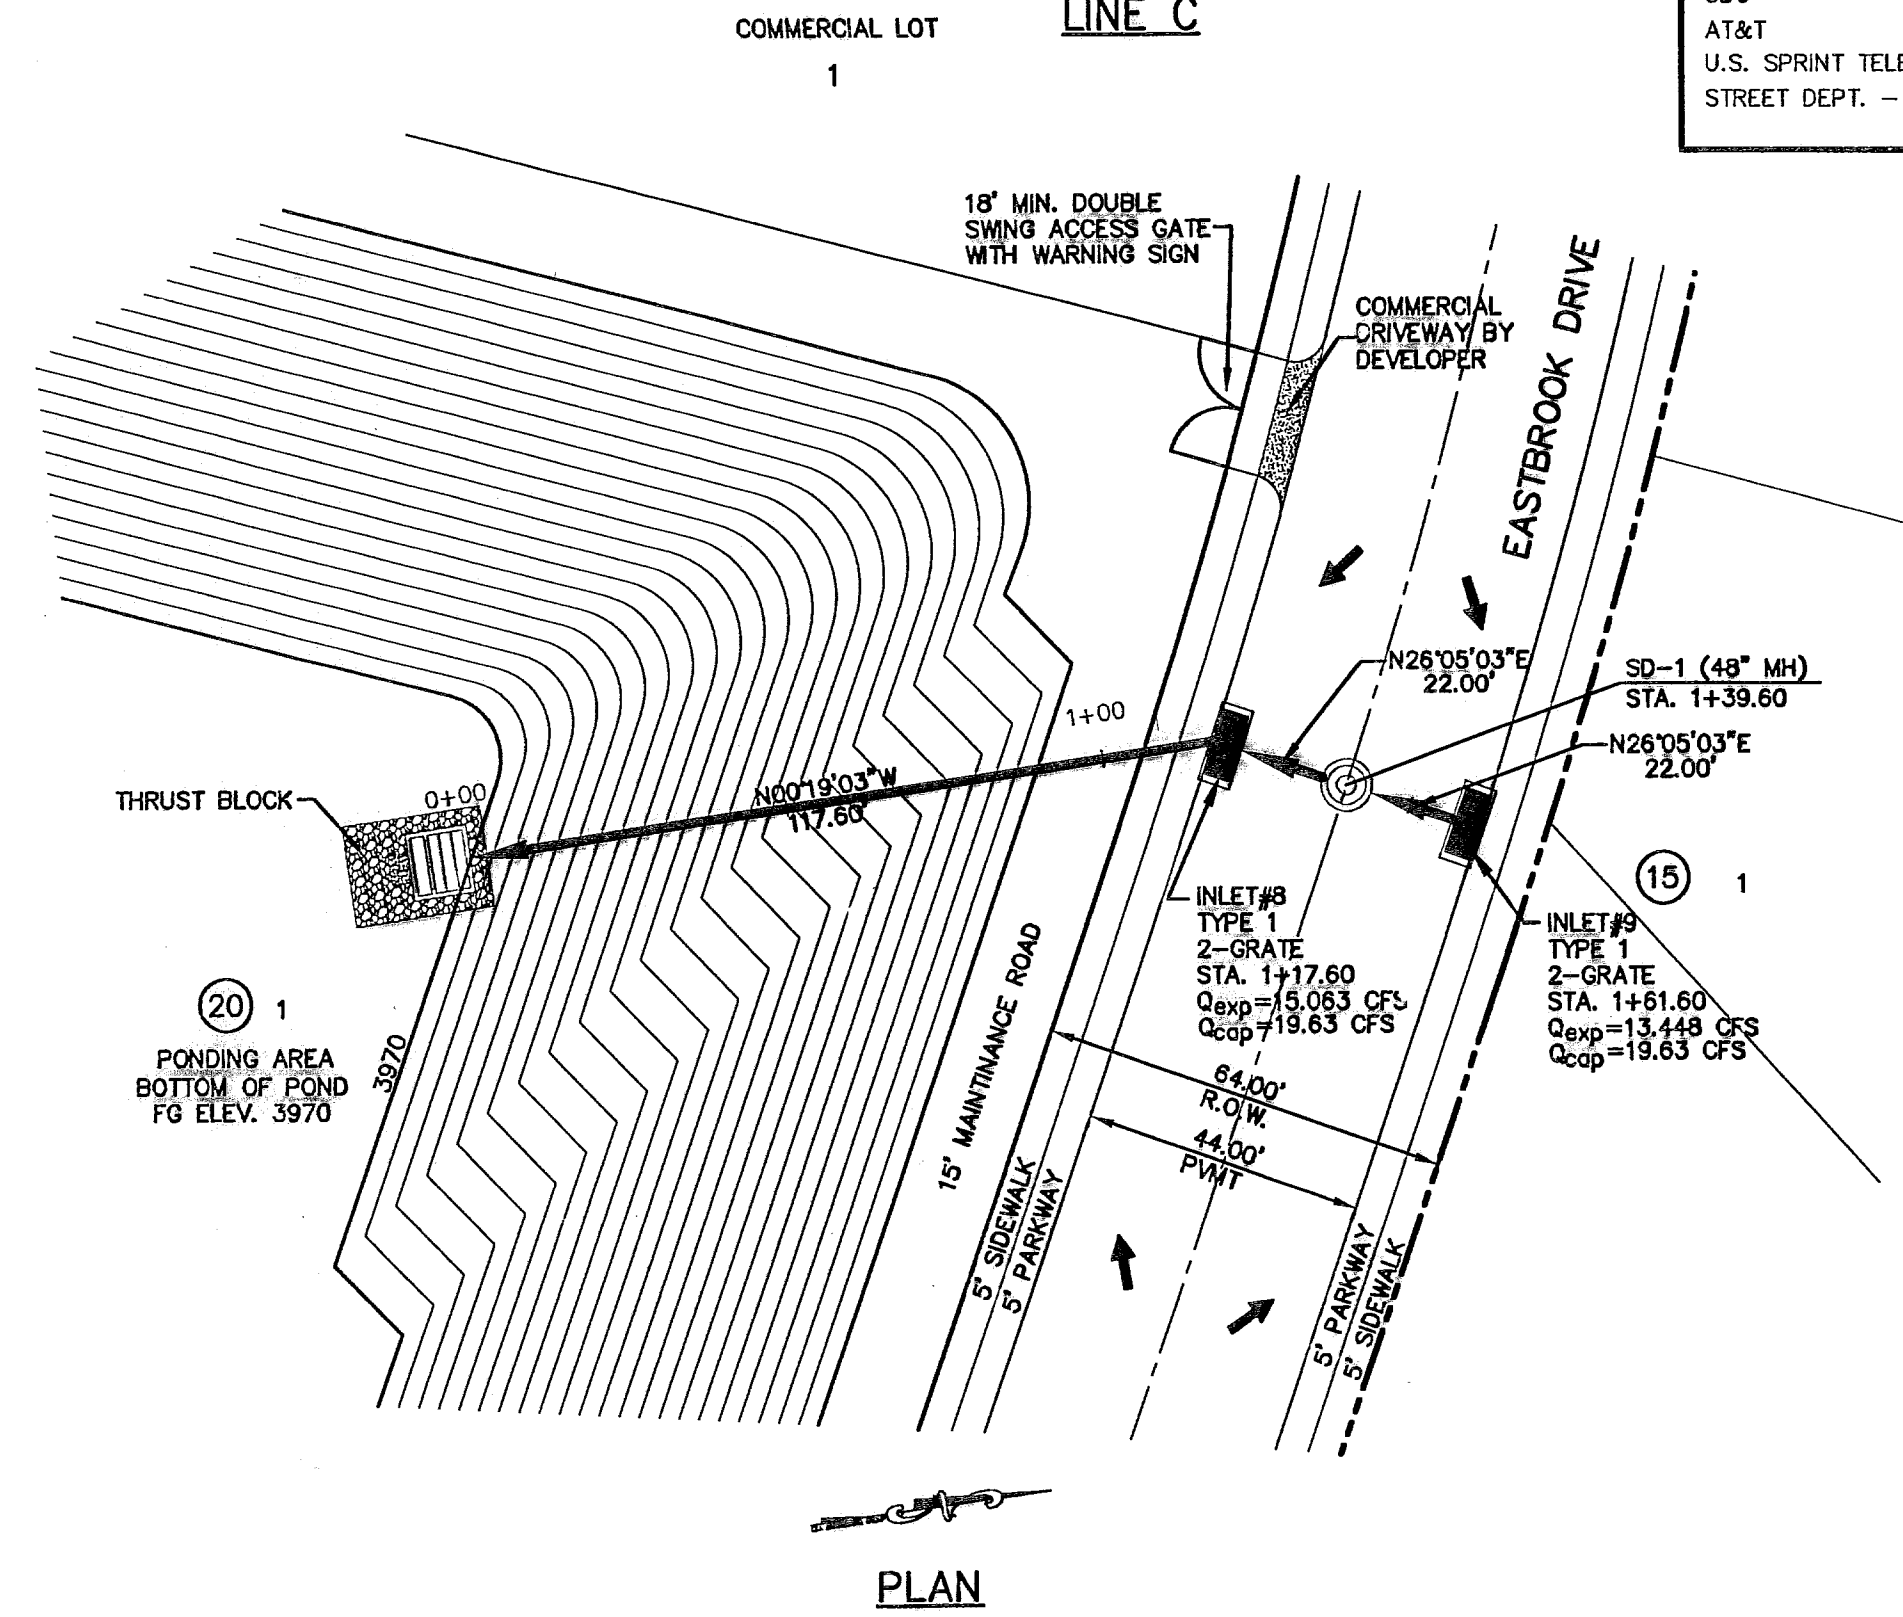 COMMERCIAL LOT
1
LINE C
AT&T
U.S. SPRINT TELE
STREET DEPT. –
18' MIN. DOUBLE
SWING ACCESS GATE
WITH WARNING SIGN
COMMERCIAL
DRIVEWAY BY
DEVELOPER
EASTBROOK DRIVE
N26°05'03"E
22.00'
SD-1 (48" MH)
STA. 1+39.60
N26°05'03"E
22.00'
1+00
N00°19'03"W
117.60'
THRUST BLOCK
0+00
INLET#8
TYPE 1
2-GRATE
STA. 1+17.60
Qexp=15.063 CFS
Qcap=19.63 CFS
15
1
INLET#9
TYPE 1
2-GRATE
STA. 1+61.60
Qexp=13.448 CFS
Qcap=19.63 CFS
20
1
PONDING AREA
BOTTOM OF POND
FG ELEV. 3970
3970
15' MAINTINANCE ROAD
64.00'
R.O.W.
44.00'
PVMT
5' SIDEWALK
5' PARKWAY
5' PARKWAY
5' SIDEWALK
PLAN